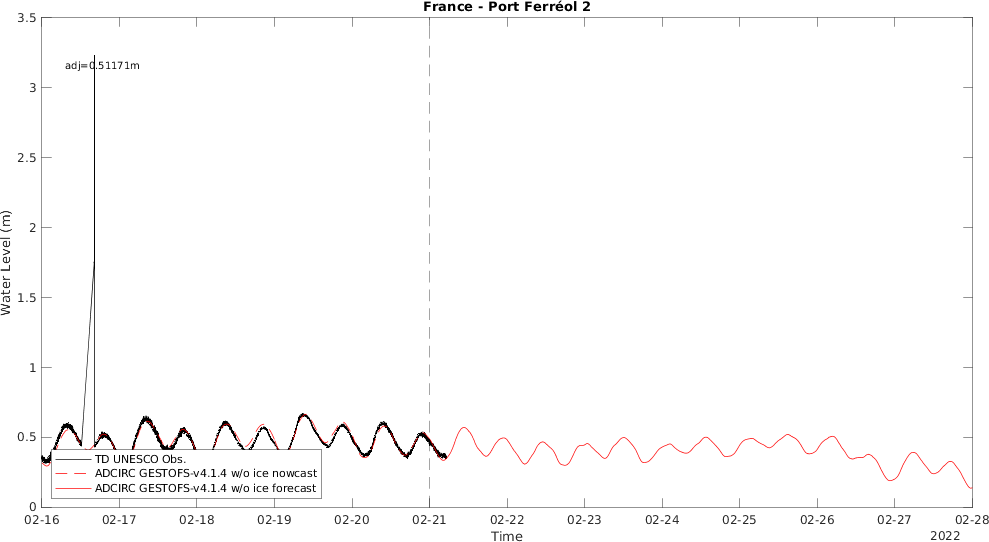 France - Port Ferréol 2
3.5
3
2.5
2
1.5
1
0.5
0
Water Level (m)
adj=0.51171m
TD UNESCO Obs.
ADCIRC GESTOFS-v4.1.4 w/o ice nowcast
ADCIRC GESTOFS-v4.1.4 w/o ice forecast
02-16 02-17 02-18 02-19 02-20 02-21 02-22 02-23 02-24 02-25 02-26 02-27 02-28
Time
2022